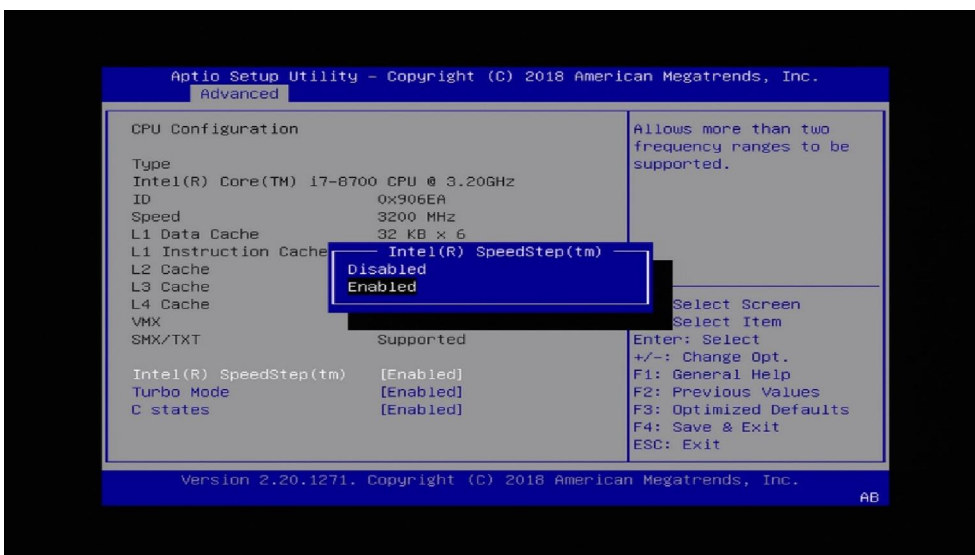 Aptio Setup Utility – Copyright (C) 2018 American Megatrends, Inc.
Advanced
CPU Configuration
Type
Intel(R) Core(TM) i7-8700 CPU @ 3.20GHz
ID 0x906EA
Speed 3200 MHz
L1 Data Cache 32 KB x 6
L1 Instruction Cache
L2 Cache
L3 Cache
L4 Cache
VMX
SMX/TXT Supported
Intel(R) SpeedStep(tm) [Enabled]
Turbo Mode [Enabled]
C states [Enabled]
Intel(R) SpeedStep(tm)
Disabled
Enabled
Allows more than two
frequency ranges to be
supported.
Select Screen
Select Item
Enter: Select
+/-: Change Opt.
F1: General Help
F2: Previous Values
F3: Optimized Defaults
F4: Save & Exit
ESC: Exit
Version 2.20.1271. Copyright (C) 2018 American Megatrends, Inc.
AB